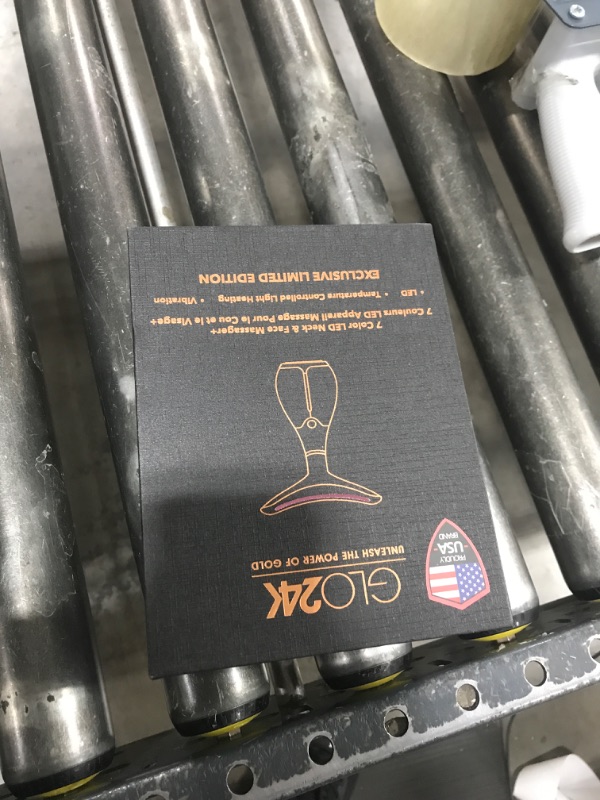 GLO24K
UNLEASH THE POWER OF GOLD
PROUDLY
-USA-
BRAND
7 Color LED Neck & Face Massager+
7 Couleurs LED Appareil Massage Pour le Cou et le Visage+
• LED • Temperature Controlled Light Heating • Vibration
EXCLUSIVE LIMITED EDITION